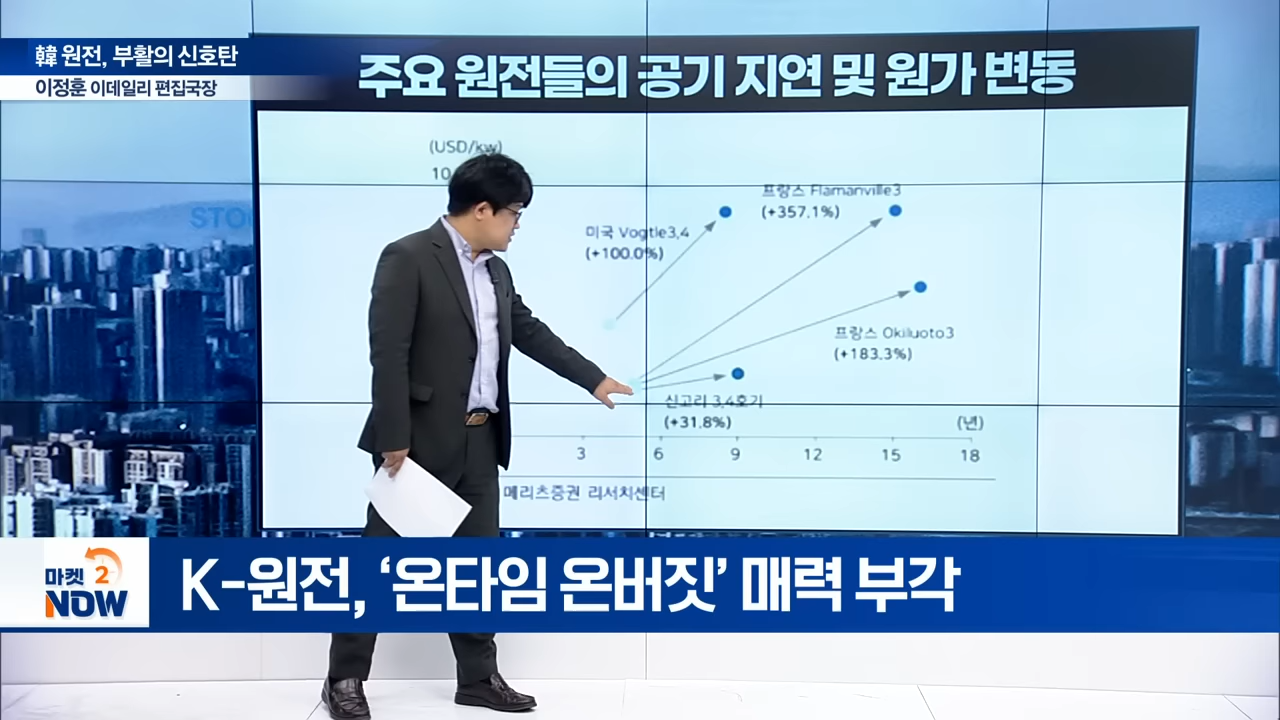 韓 원전, 부활의 신호탄
이정훈 이데일리 편집국장
주요 원전들의 공기 지연 및 원가 변동
(USD/kw)
10
STO
프랑스 Flamanville3
(+357.1%)
미국 Vogtle3,4
(+100.0%)
프랑스 Okiluoto3
(+183.3%)
신고리 3,4호기
(+31.8%)
(년)
3 6 9 12 15 18
메리츠증권 리서치센터
마켓 2
NOW
K-원전, ‘온타임 온버짓’ 매력 부각